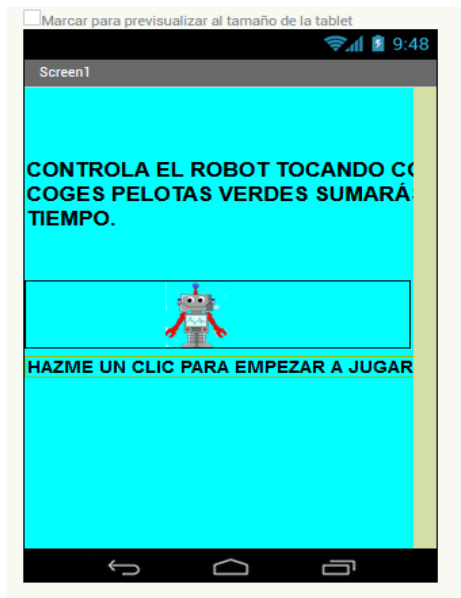 Marcar para previsualizar al tamaño de la tablet
9:48
Screen1
CONTROLA EL ROBOT TOCANDO
COGES PELOTAS VERDES SUMARÁ
TIEMPO.
HAZME UN CLIC PARA EMPEZAR A JUGAR